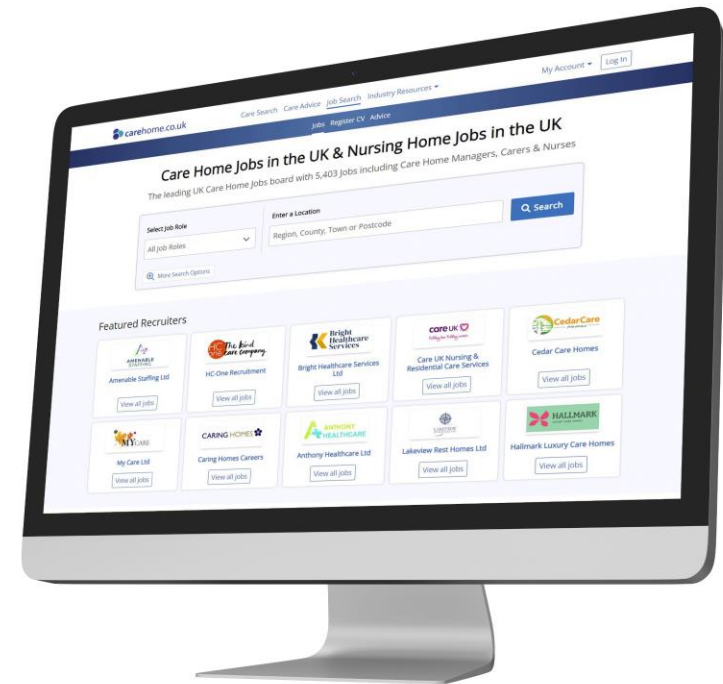 carehome.co.uk
Care Search Care Advice Job Search Industry Resources
My Account Log In
Jobs Register CV Advice
Care Home Jobs in the UK & Nursing Home Jobs in the UK
The leading UK Care Home Jobs board with 5,403 Jobs including Care Home Managers, Carers & Nurses
Select Job Role
Enter a Location
All Job Roles
Region, County, Town or Postcode
Search
More Search Options
Featured Recruiters
AMENABLE
STAFFING
Amenable Staffing Ltd
View all jobs
HC-one
The kind
care company
HC-One Recruitment
View all jobs
Bright
Healthcare
Services
Bright Healthcare Services
Ltd
View all jobs
care UK
Care UK Nursing &
Residential Care Services
View all jobs
CedarCare
Cedar Care Homes
View all jobs
MYCARE
My Care Ltd
View all jobs
CARING HOMES
Caring Homes Careers
View all jobs
ANTHONY
HEALTHCARE
Anthony Healthcare Ltd
View all jobs
LAKEVIEW
Lakeview Rest Homes Ltd
View all jobs
HALLMARK
Hallmark Luxury Care Homes
View all jobs